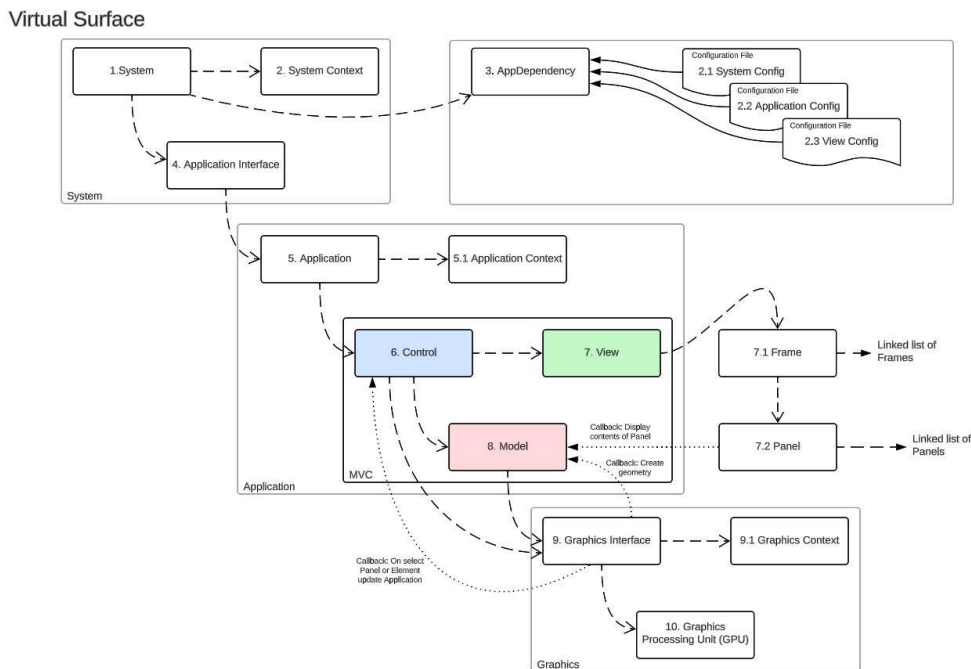 Virtual Surface
1.System
2. System Context
3. AppDependency
Configuration File
2.1 System Config
Configuration File
2.2 Application Config
Configuration File
2.3 View Config
4. Application Interface
System
5. Application
5.1 Application Context
6. Control
7. View
7.1 Frame
Linked list of
Frames
Callback: Display
contents of Panel
8. Model
7.2 Panel
Linked list of
Panels
Callback: Create
geometry
MVC
Application
9. Graphics Interface
9.1 Graphics Context
Callback: On select
Panel or Element
update Application
10. Graphics
Processing Unit (GPU)
Graphics